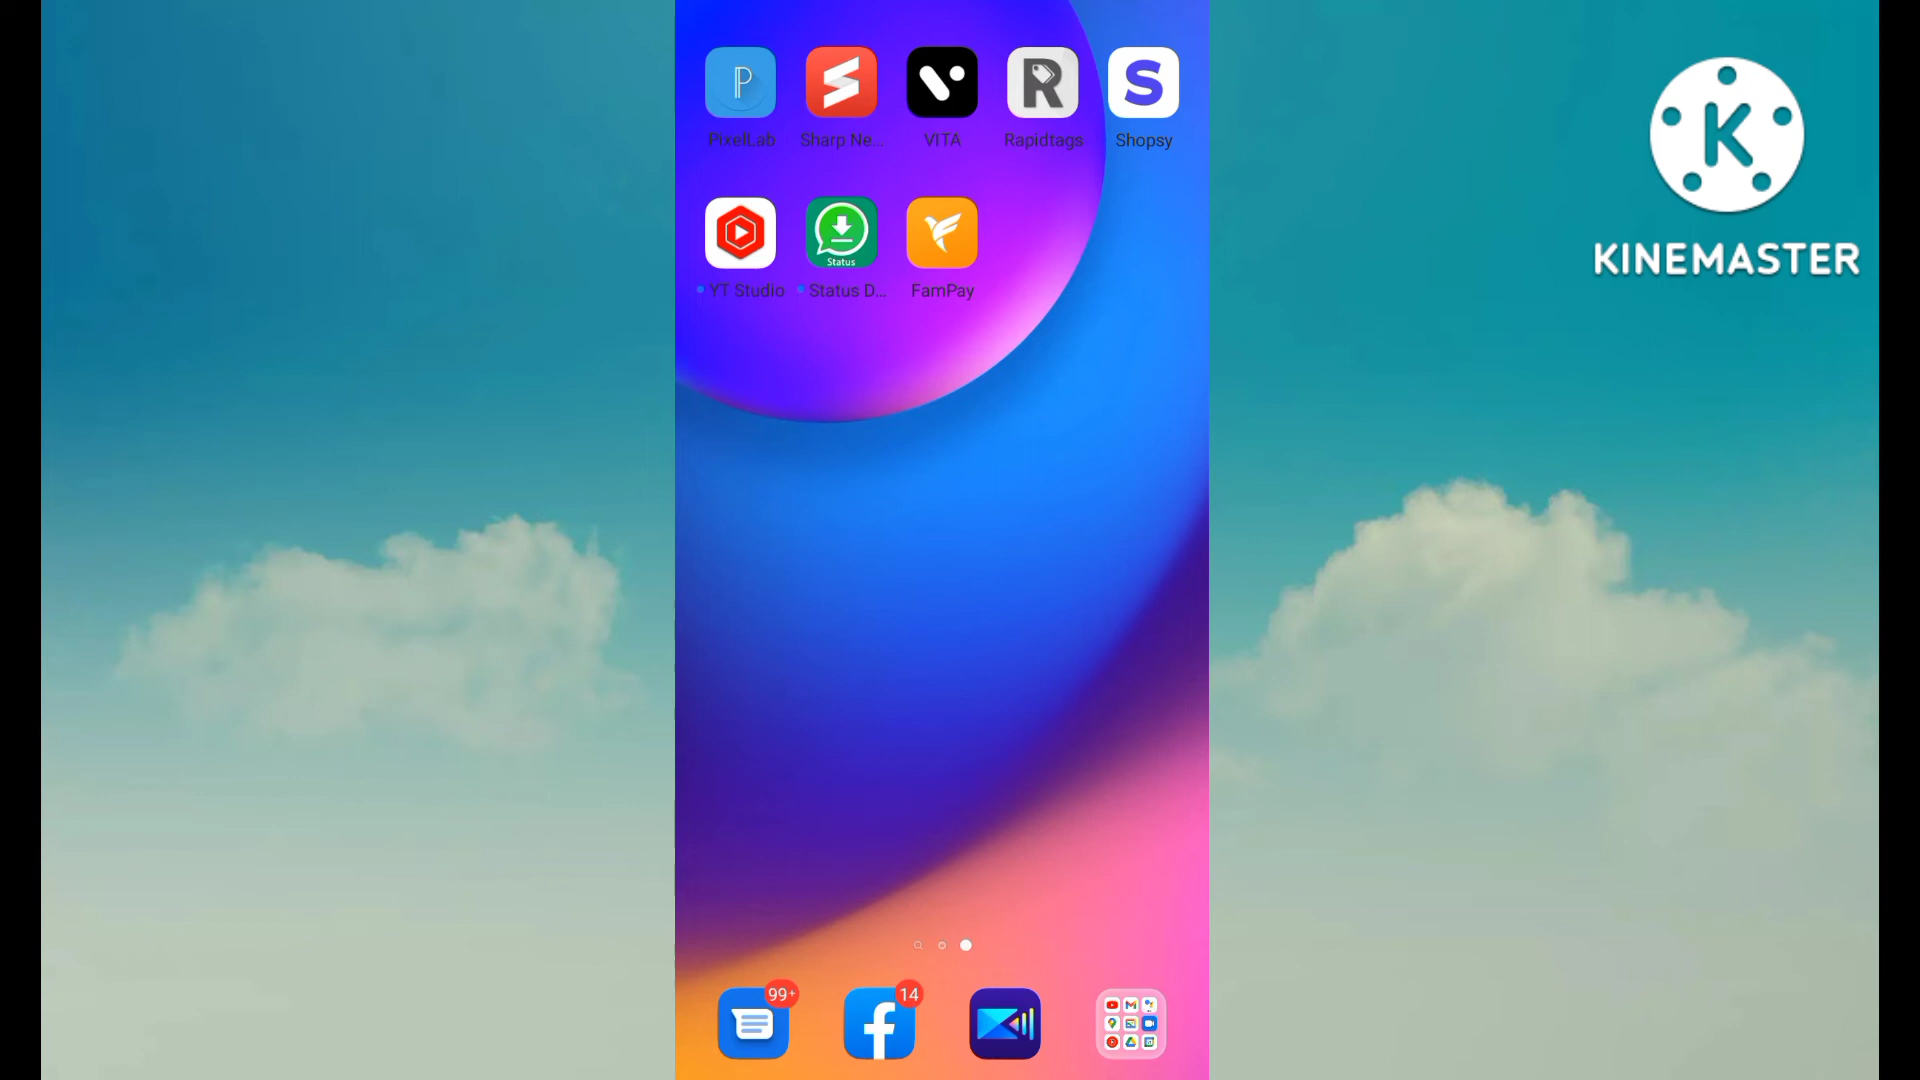 PixelLab
Sharp Ne...
VITA
Rapidtags
Shopsy
Status
YT Studio
Status D...
FamPay
KINEMASTER
99+
14